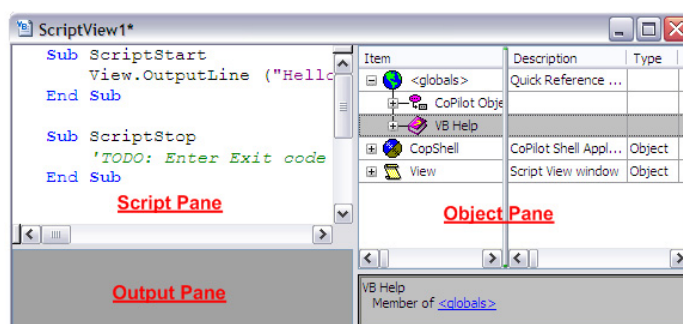 ScriptView1*
Sub ScriptStart
View.OutputLine ("Hello
End Sub
Sub ScriptStop
'TODO: Enter Exit code
End Sub
Script Pane
Output Pane
Item Description Type
<globals> Quick Reference ...
CoPilot Obje
VB Help
CopShell CoPilot Shell Appl... Object
View Script View window Object
Object Pane
VB Help
Member of <globals>